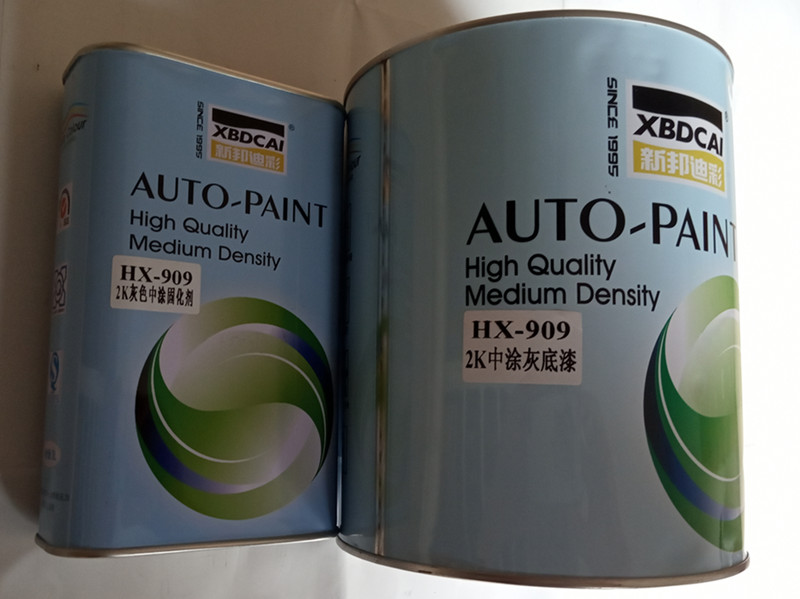 SINCE 1995
XBDCAI
®
新邦迪彩
AUTO-PAINT
High Quality
Medium Density
HX-909
2K灰色中涂固化剂
SINCE 1995
XBDCAI
新邦迪彩
AUTO-PAINT
High Quality
Medium Density
HX-909
2K中涂灰底漆